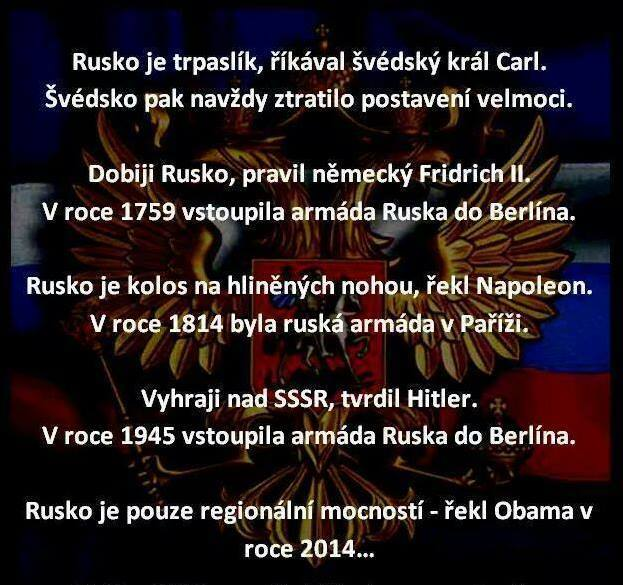 Rusko je trpaslík, říkával švédský král Carl.
Švédsko pak navždy ztratilo postavení velmoci.
Dobiji Rusko, pravil německý Fridrich II.
V roce 1759 vstoupila armáda Ruska do Berlína.
Rusko je kolos na hliněných nohou, řekl Napoleon.
V roce 1814 byla ruská armáda v Paříži.
Vyhraji nad SSSR, tvrdil Hitler.
V roce 1945 vstoupila armáda Ruska do Berlína.
Rusko je pouze regionální mocností - řekl Obama v
roce 2014...